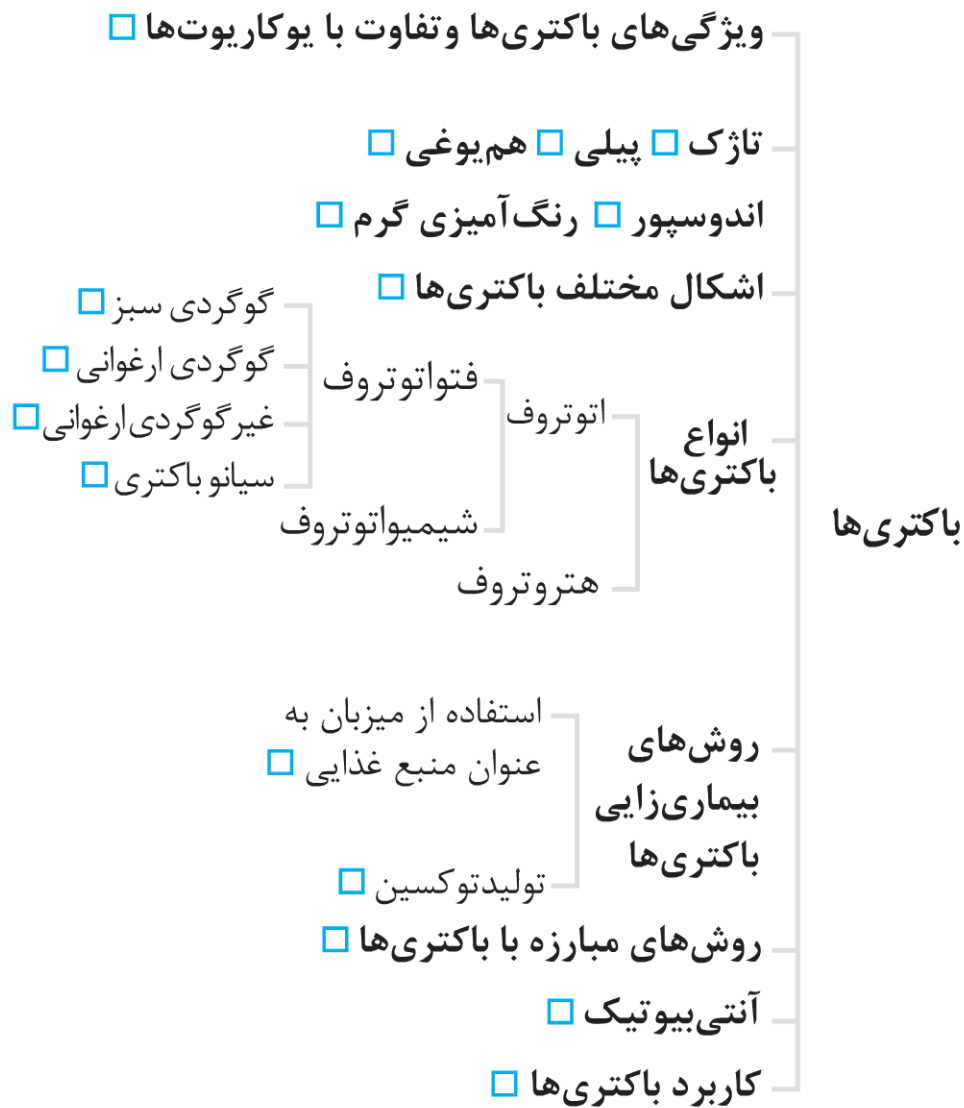 ویژگی‌های باکتری‌ها وتفاوت با یوکاریوت‌ها □
تاژک □ پیلی □ هم‌یوغی □
اندوسپور □ رنگ‌آمیزی گرم □
اشکال مختلف باکتری‌ها □
گوگردی سبز □
گوگردی ارغوانی □
فتواتوتروف
اتوتروف
غیرگوگردی‌ارغوانی □
انواع
باکتری‌ها
سیانوباکتری □
باکتری‌ها
شیمیواتوتروف
هتروتروف
استفاده از میزبان به
عنوان منبع غذایی □
روش‌های
بیماری‌زایی
باکتری‌ها
تولیدتوکسین □
روش‌های مبارزه با باکتری‌ها □
آنتی‌بیوتیک □
کاربرد باکتری‌ها □